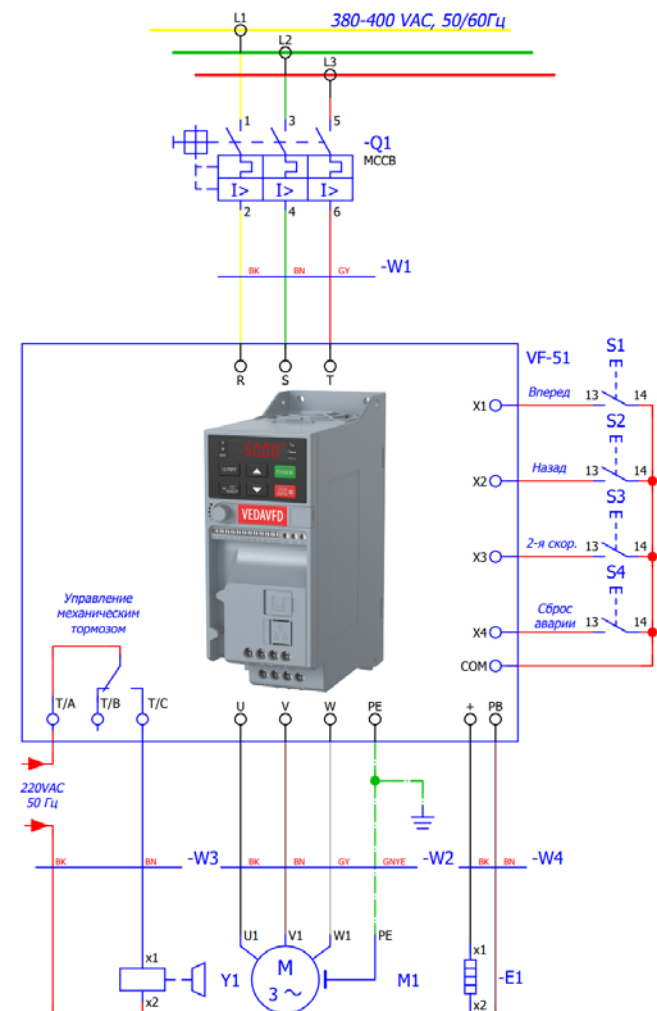 L1
380-400 VAC, 50/60Гц
L2
L3
1
3
5
-Q1
MCCB
I>
I>
I>
2
4
6
BK
BN
GY
-W1
VF-51
R
S
T
S1
X1
Вперед
13
14
S2
X2
Назад
13
14
S3
X3
2-я скор.
13
14
S4
X4
Сброс
аварии
13
14
COM
VEDAVFD
Управление
механическим
тормозом
T/A
T/B
T/C
U
V
W
PE
+
PB
220VAC
50 Гц
BK
BN
-W3
BK
BN
GY
GNYE
-W2
BK
BN
-W4
x1
x2
Y1
U1
V1
W1
PE
M
3 ~
M1
x1
x2
-E1